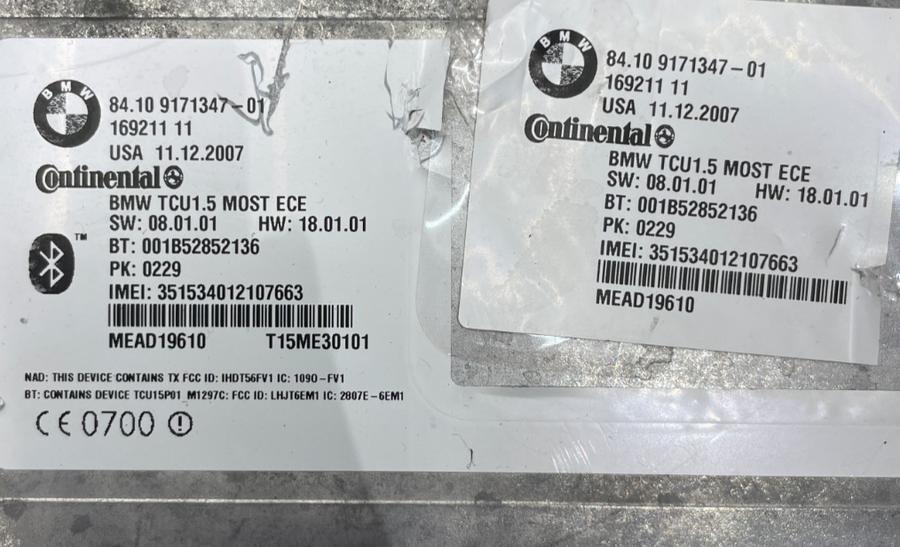 BMW
84.10 9171347-01
169211 11
USA 11.12.2007
Continental
BMW TCU1.5 MOST ECE
SW: 08.01.01 HW: 18.01.01
BT: 001B52852136
TM
PK: 0229
IMEI: 351534012107663
MEAD19610 T15ME30101
NAD: THIS DEVICE CONTAINS TX FCC ID: IHDT56FV1 IC: 1090-FV1
BT: CONTAINS DEVICE TCU15P01 M1297C: FCC ID: LHJT6EM1 IC: 2807E-6EM1
CE 0700
BMW
84.10 9171347-01
169211 11
USA 11.12.2007
Continental
BMW TCU1.5 MOST ECE
SW: 08.01.01 HW: 18.01.01
BT: 001B52852136
PK: 0229
IMEI: 351534012107663
MEAD19610